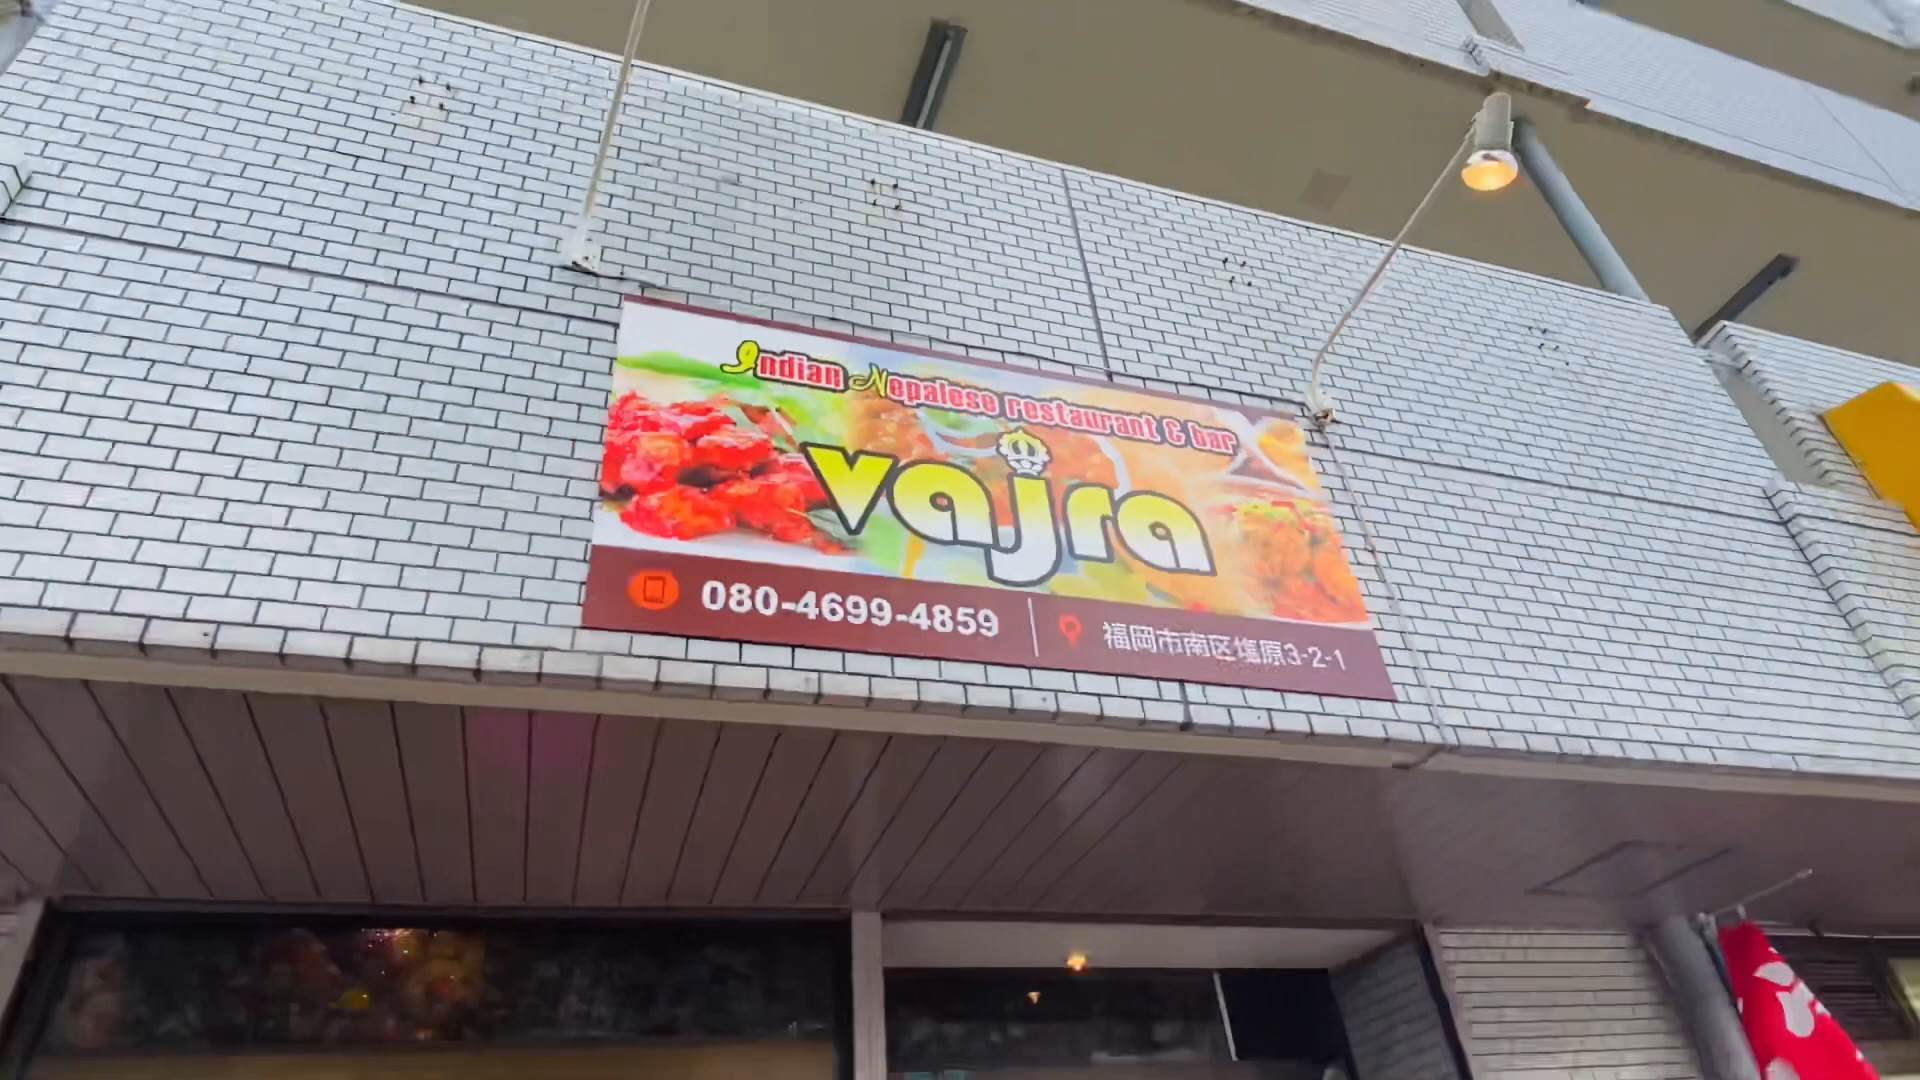 Indian Nepalese restaurant & bar
vajra
080-4699-4859
福岡市南区塩原3-2-1